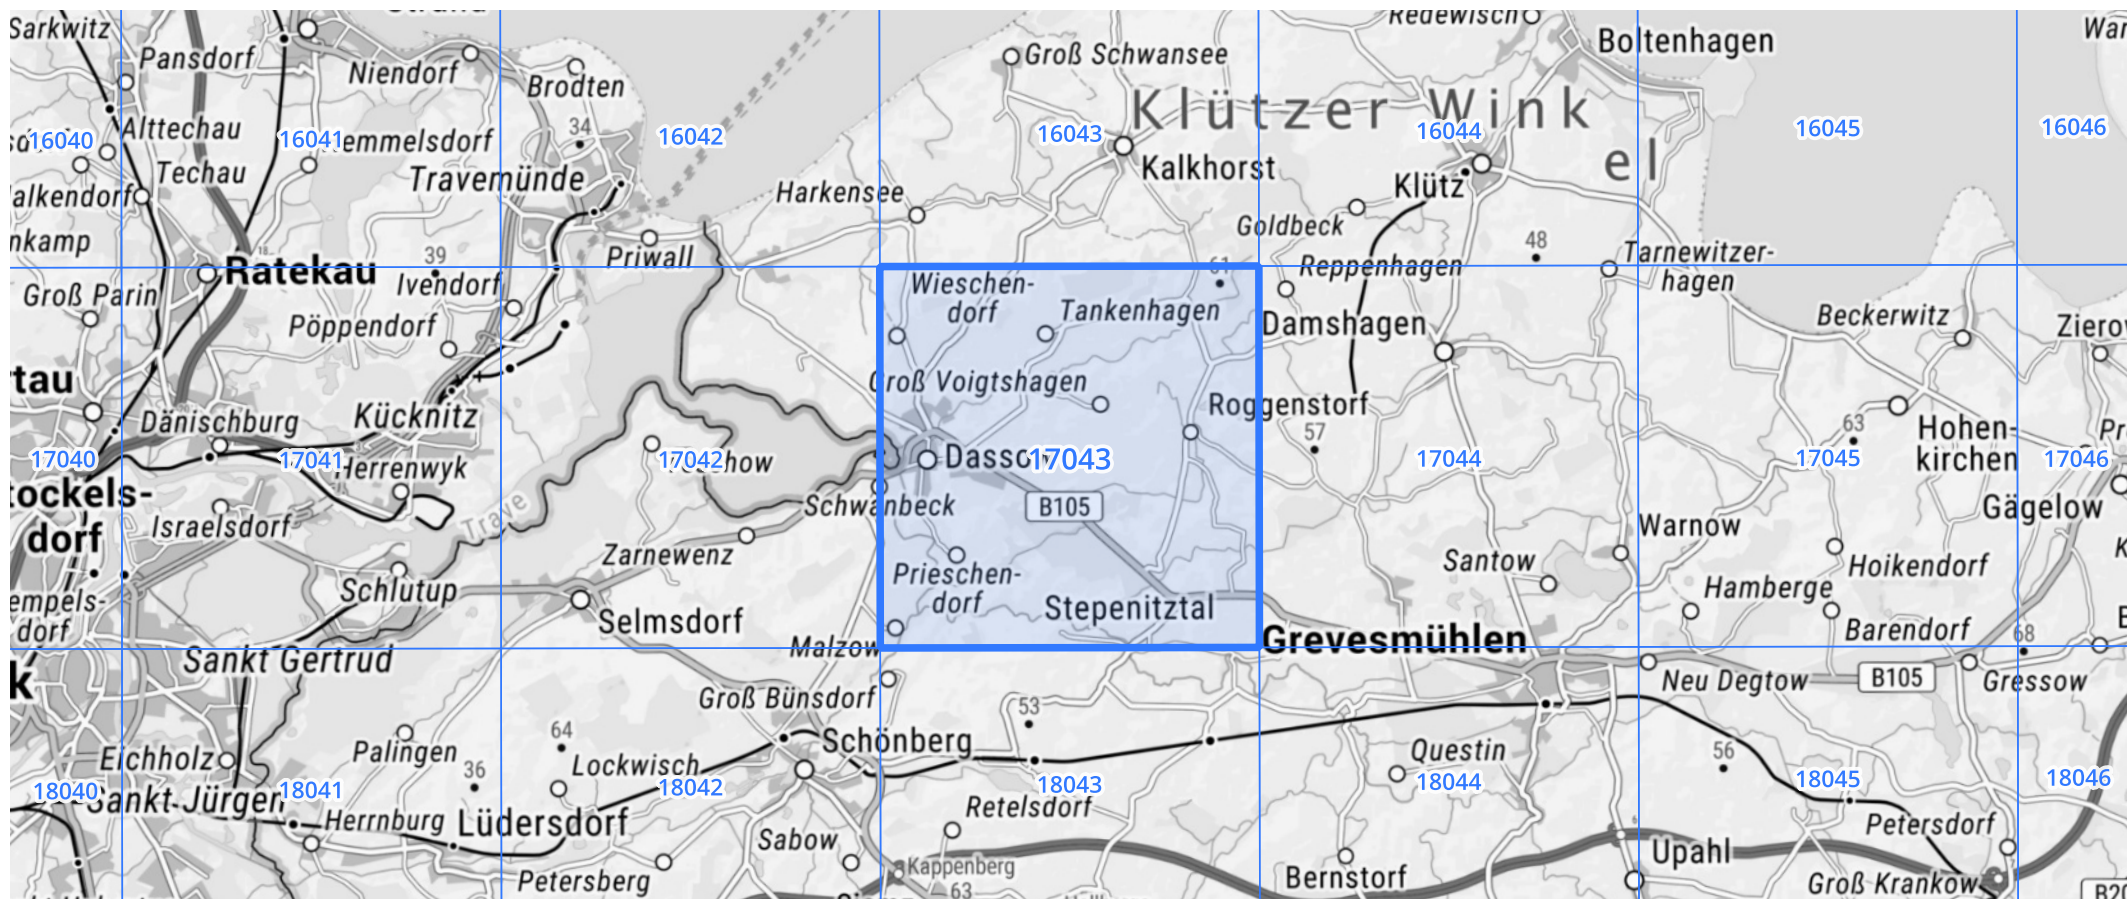 Sarkwitz
Pansdorf
Niendorf
Brodten
Groß Schwansee
Redewisch
Boltenhagen
Klützer Wink
el
34
16040
Alttechau
16041
emmelsdorf
16042
16043
16044
16045
16046
Techau
Travemünde
Kalkhorst
Klütz
Harkensee
Goldbeck
48
Tarnewitzer-
hagen
39
Priwall
Ratekau
Ivendorf
61
Reppenhagen
Groß Parin
Wieschen-
dorf
Tankenhagen
Pöppendorf
Damshagen
Beckerwitz
Groß Voigtshagen
Roggenstorf
Dänischburg
Kücknitz
57
63
Hohen-
kirchen
17040
17041
Herrenwyk
17042
Dasso
17043
17044
17045
17046
Schwanbeck
B105
Gägelow
Trave
Israelsdorf
Warnow
Zarnewenz
Santow
Hoikendorf
Schlutup
Prieschen-
dorf
Hamberge
Selmsdorf
Stepenitztal
Barendorf
Malzow
Grevesmühlen
68
Sankt Gertrud
Groß Bünsdorf
Neu Degtow
B105
Gressow
53
64
Schönberg
Eichholz
Palingen
Lockwisch
Questin
56
36
18040
Sankt Jürgen
18041
18042
18043
18044
18045
18046
Retelsdorf
Herrnburg
Lüdersdorf
Petersdorf
Sabow
Upahl
Kappenberg
Petersberg
63
Bernstorf
Groß Krankow